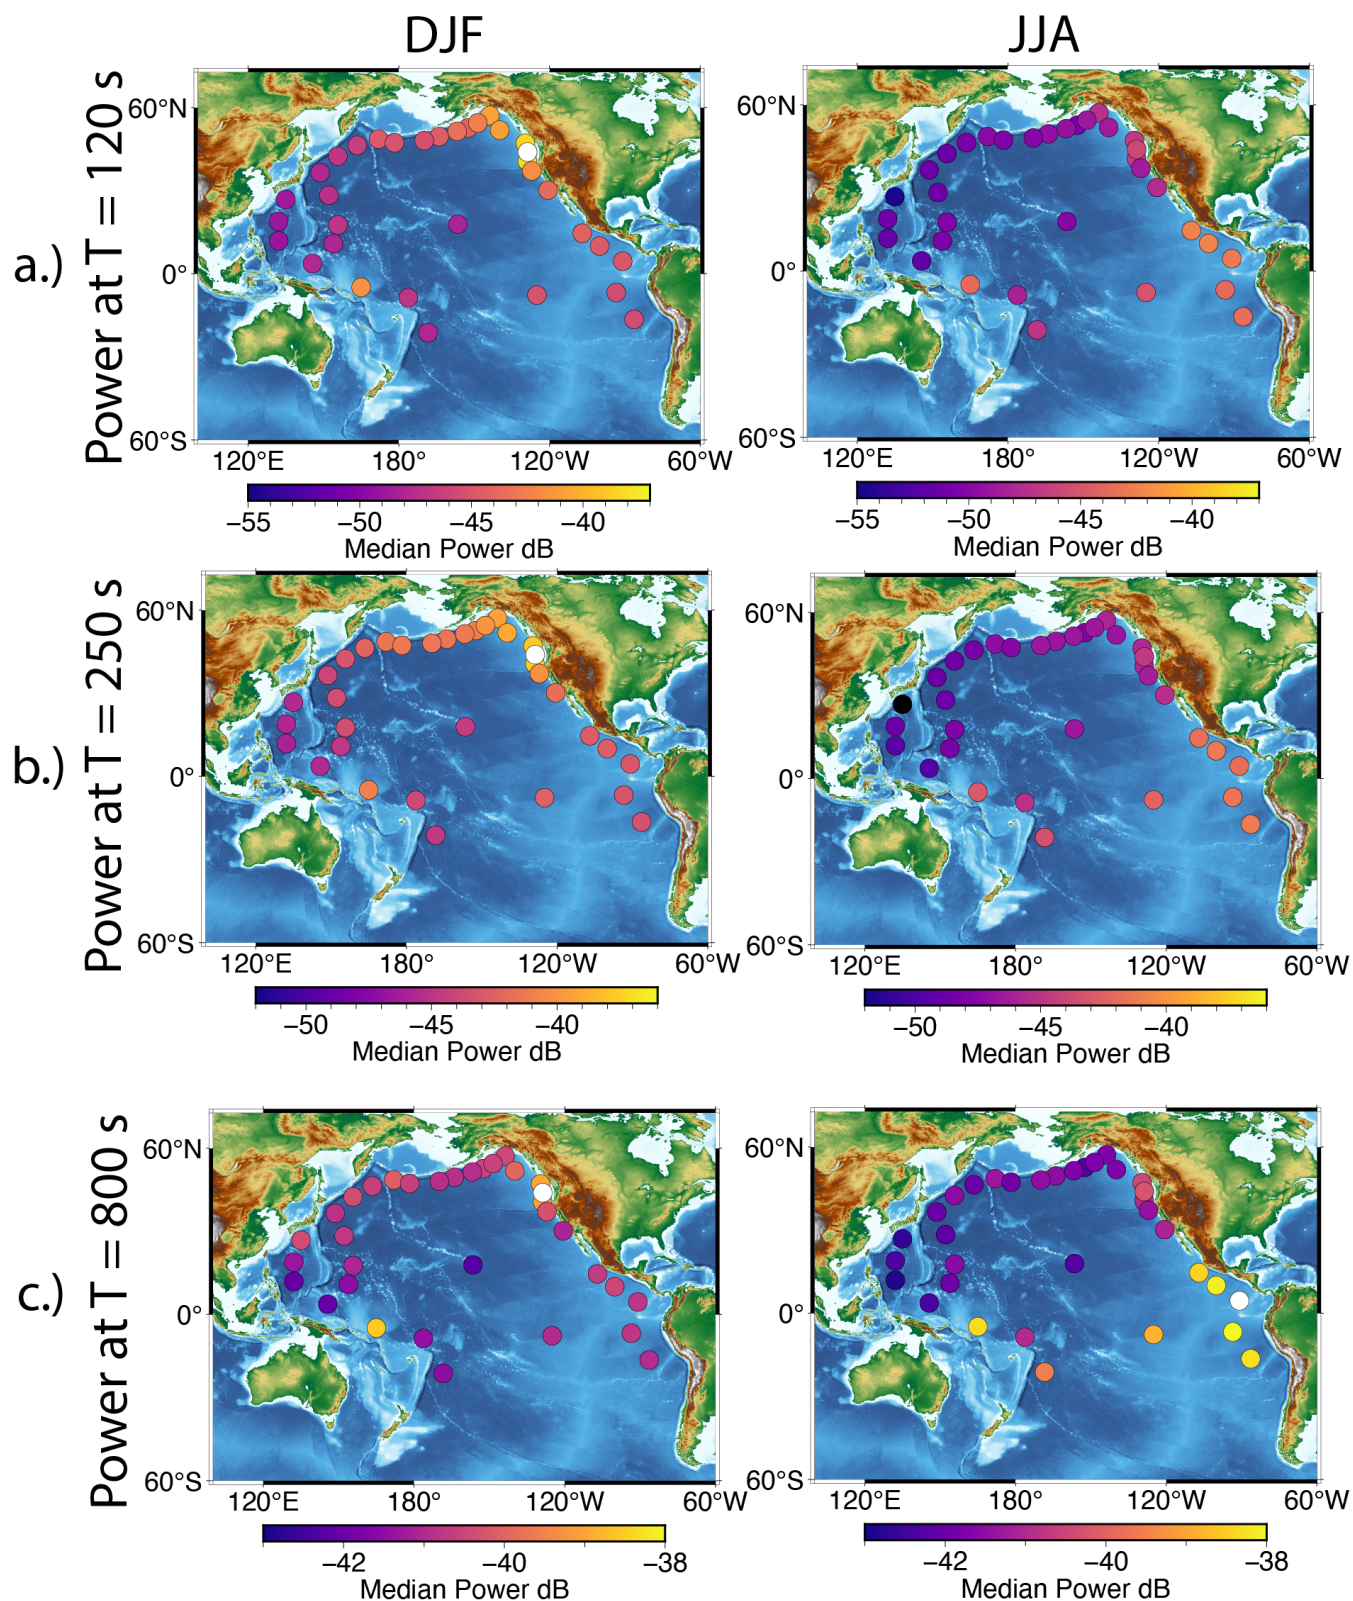 DJF
JJA
a.) Power at T = 120 s
60°N
0°
60°S
120°E 180° 120°W 60°W
−55 −50 −45 −40
Median Power dB
60°N
0°
60°S
120°E 180° 120°W 60°W
−55 −50 −45 −40
Median Power dB
b.) Power at T = 250 s
60°N
0°
60°S
120°E 180° 120°W 60°W
−50 −45 −40
Median Power dB
60°N
0°
60°S
120°E 180° 120°W 60°W
−50 −45 −40
Median Power dB
c.) Power at T = 800 s
60°N
0°
60°S
120°E 180° 120°W 60°W
−42 −40 −38
Median Power dB
60°N
0°
60°S
120°E 180° 120°W 60°W
−42 −40 −38
Median Power dB